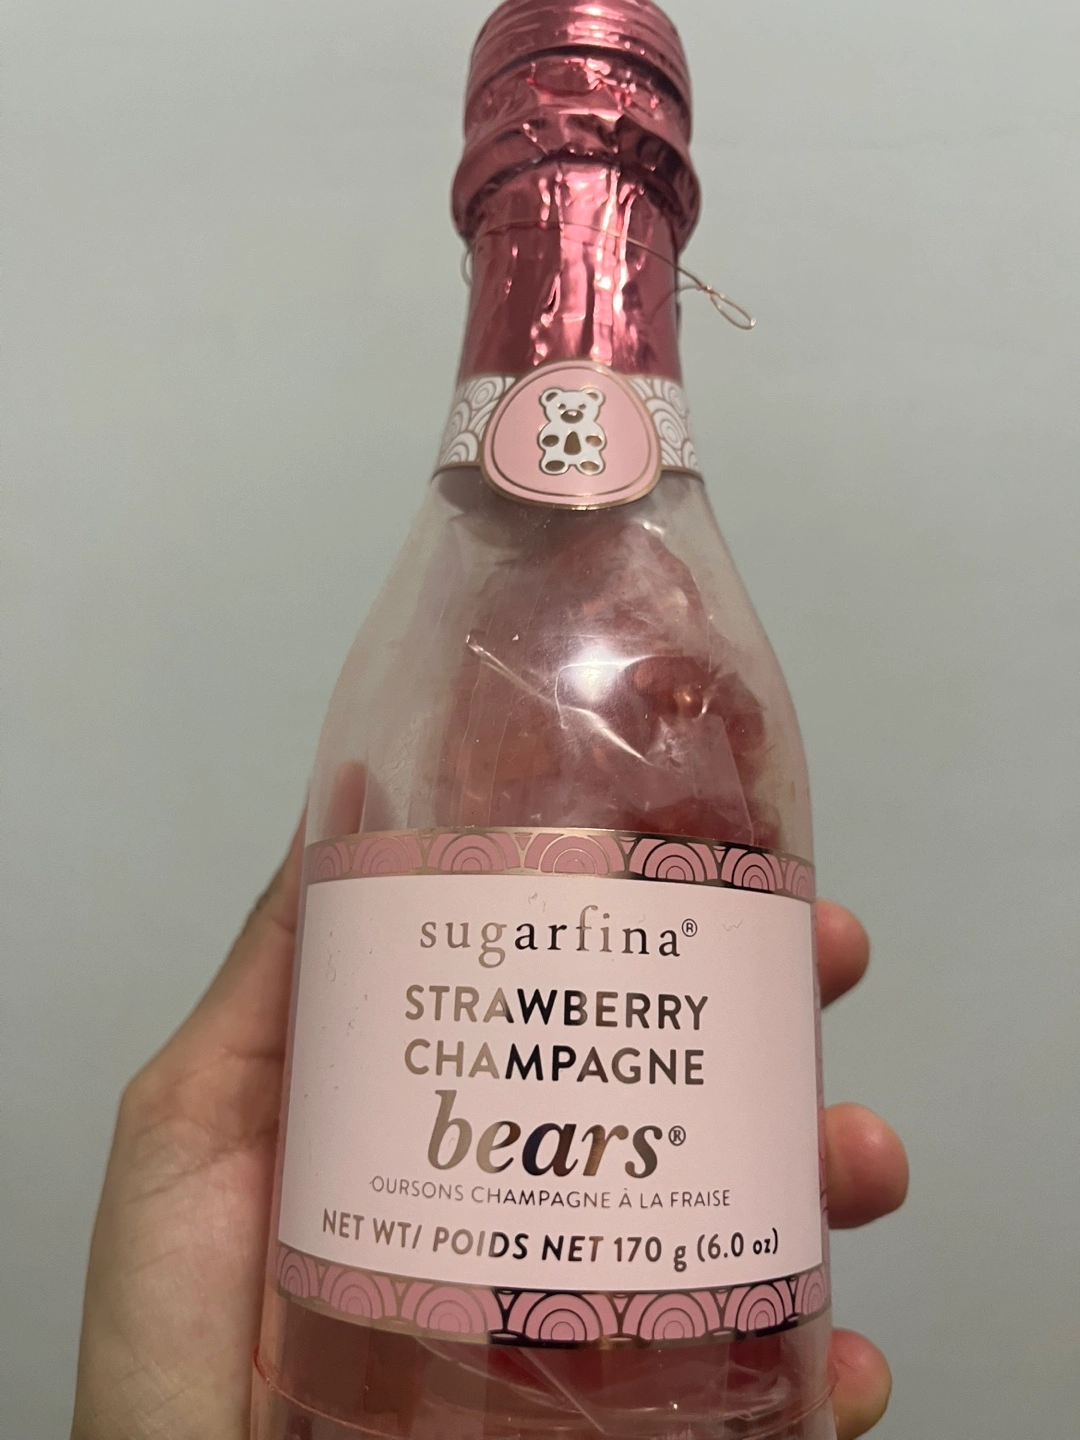 sugarfina®
STRAWBERRY
CHAMPAGNE
bears®
OURSONS CHAMPAGNE À LA FRAISE
NET WT/ POIDS NET 170 g (6.0 oz)